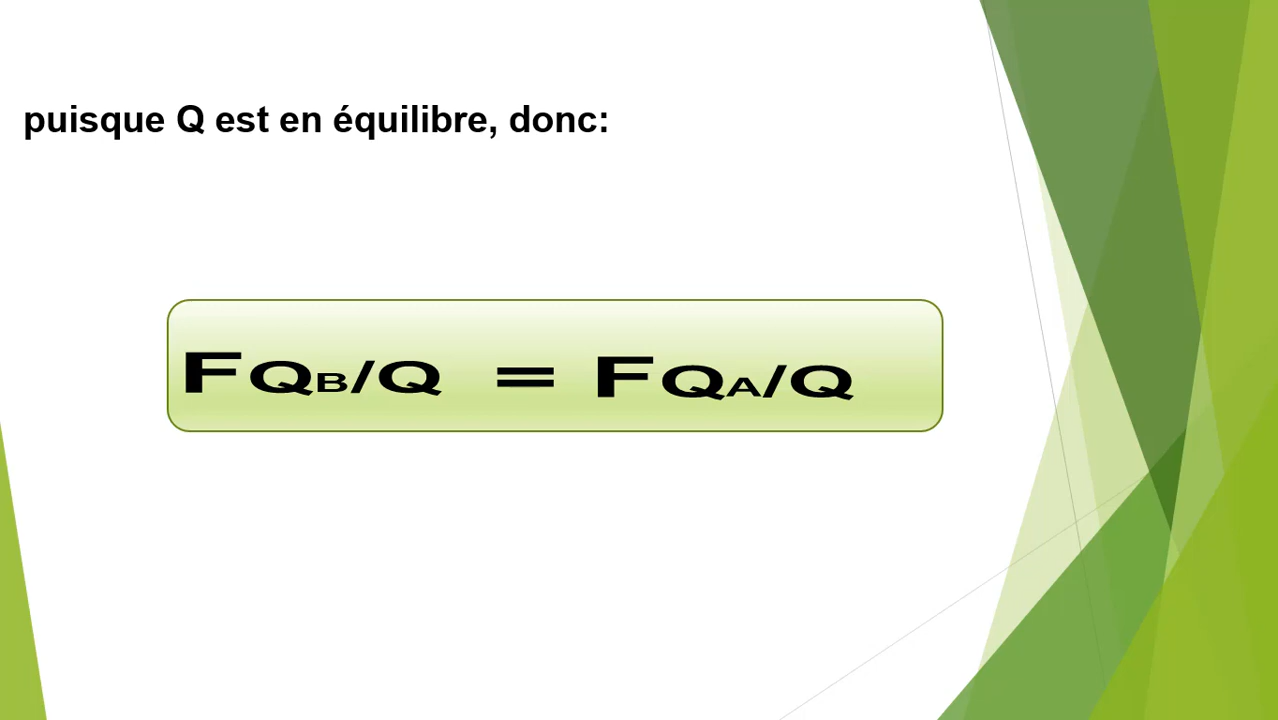 puisque Q est en équilibre, donc:
FQB/Q = FQA/Q